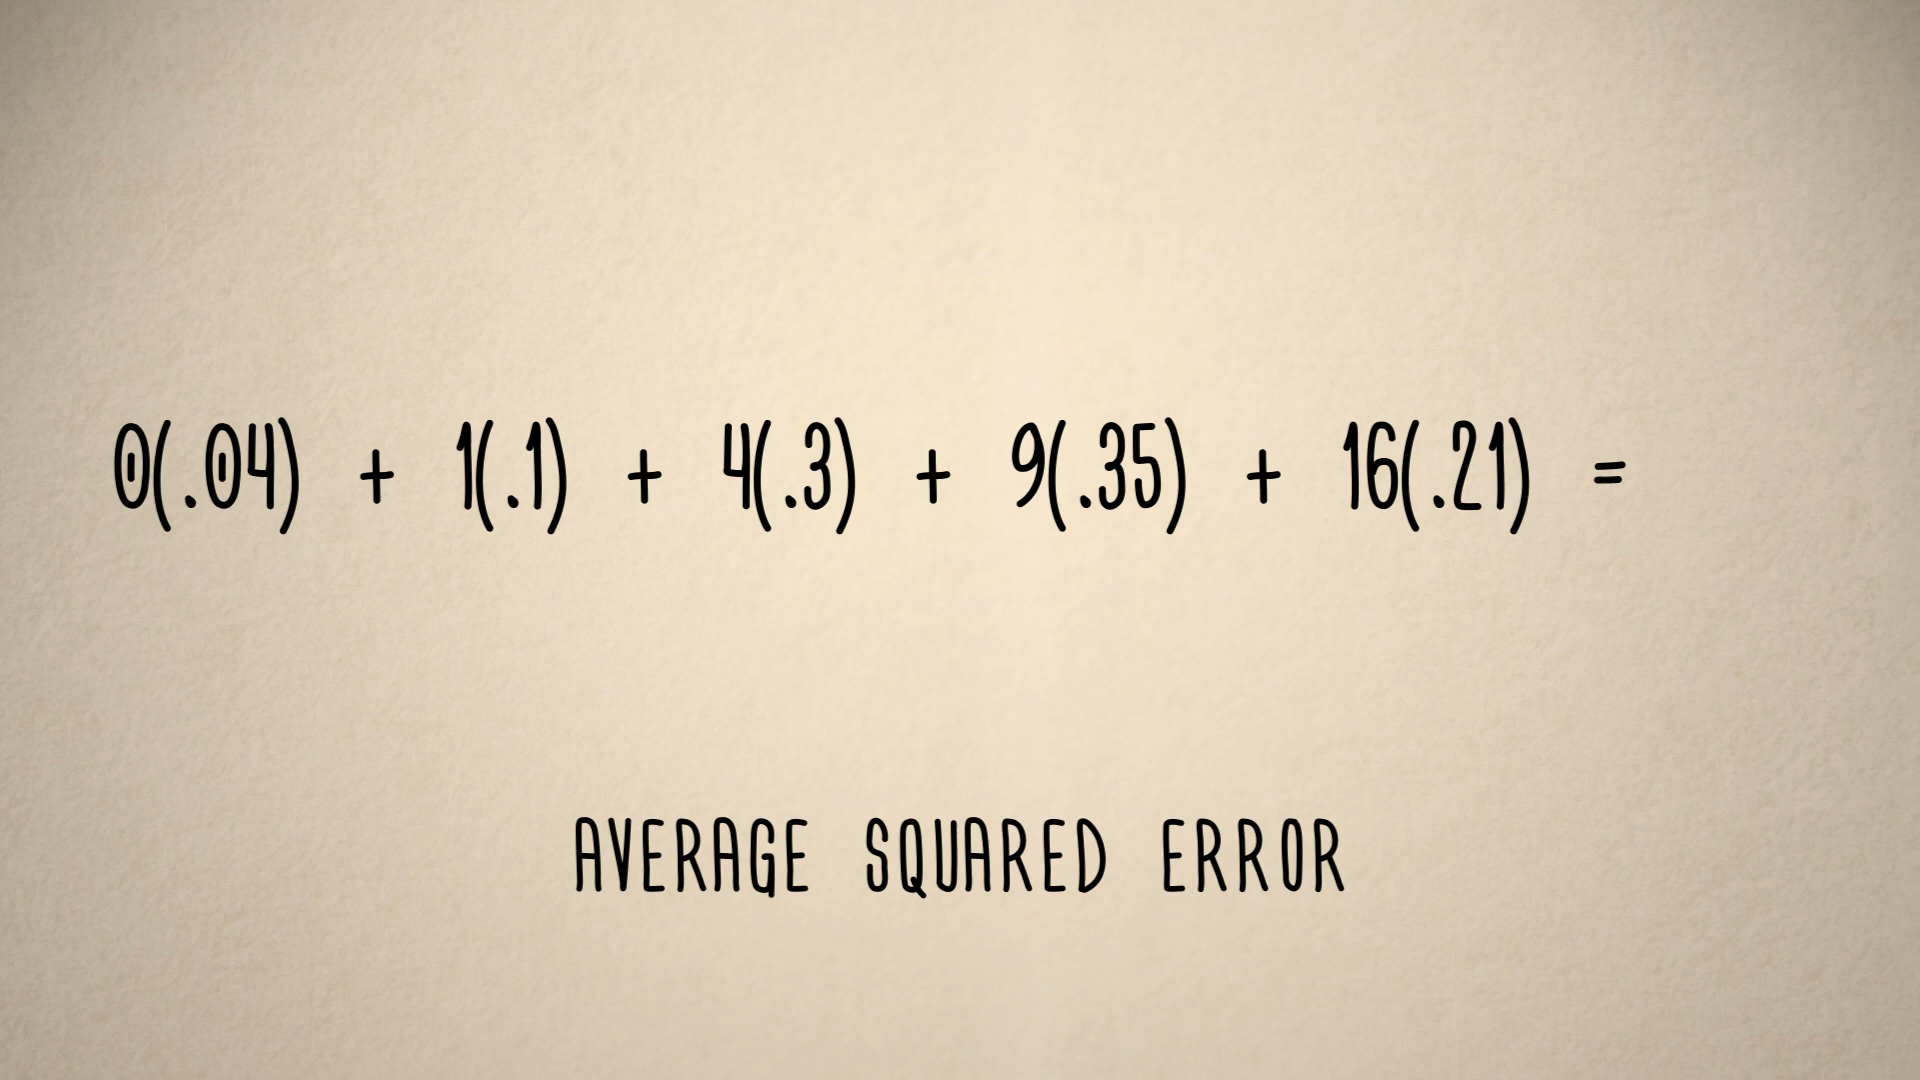 0(.04) + 1(.1) + 4(.3) + 9(.35) + 16(.21) =
AVERAGE SQUARED ERROR